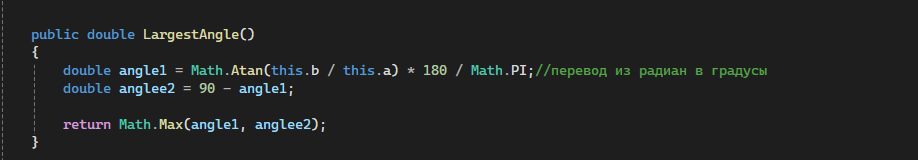 public double LargestAngle()
{
double angle1 = Math.Atan(this.b / this.a) * 180 / Math.PI;//перевод из радиан в градусы
double anglee2 = 90 - angle1;
return Math.Max(angle1, anglee2);
}